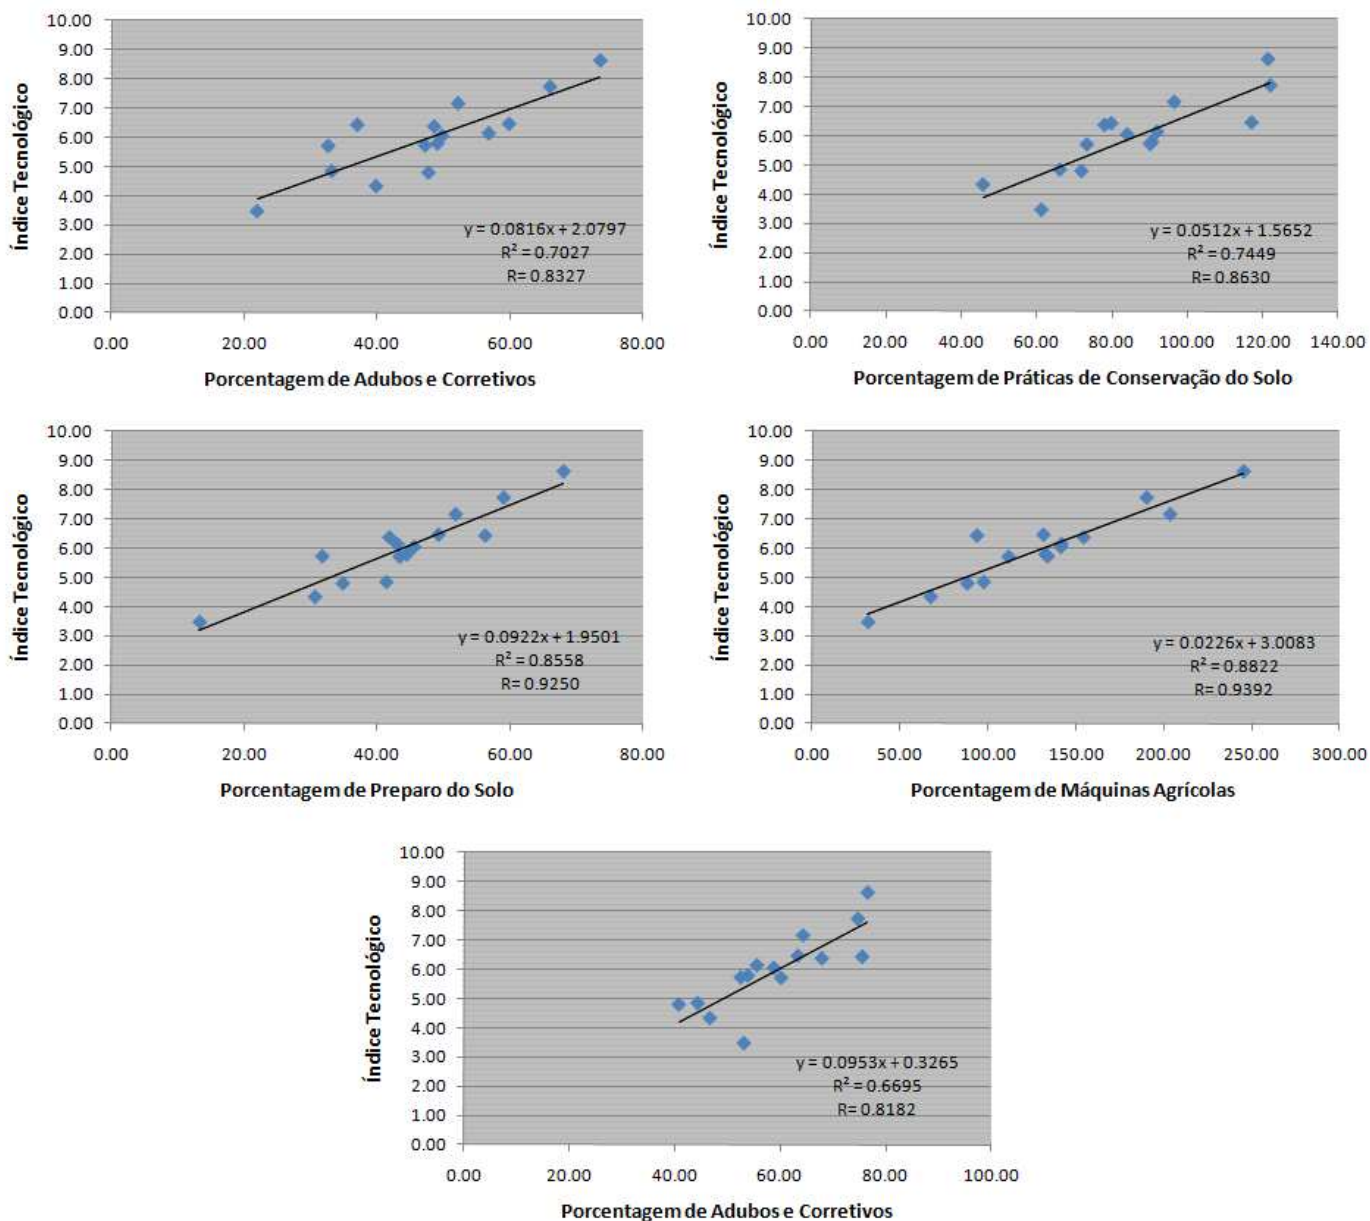 10.00
9.00
8.00
7.00
6.00
5.00
4.00
3.00
2.00
1.00
0.00
Índice Tecnológico
y = 0.0816x + 2.0797
R² = 0.7027
R= 0.8327
0.00 20.00 40.00 60.00 80.00
Porcentagem de Adubos e Corretivos
10.00
9.00
8.00
7.00
6.00
5.00
4.00
3.00
2.00
1.00
0.00
Índice Tecnológico
y = 0.0512x + 1.5652
R² = 0.7449
R= 0.8630
0.00 20.00 40.00 60.00 80.00 100.00 120.00 140.00
Porcentagem de Práticas de Conservação do Solo
10.00
9.00
8.00
7.00
6.00
5.00
4.00
3.00
2.00
1.00
0.00
Índice Tecnológico
y = 0.0922x + 1.9501
R² = 0.8558
R= 0.9250
0.00 20.00 40.00 60.00 80.00
Porcentagem de Preparo do Solo
10.00
9.00
8.00
7.00
6.00
5.00
4.00
3.00
2.00
1.00
0.00
Índice Tecnológico
y = 0.0226x + 3.0083
R² = 0.8822
R= 0.9392
0.00 50.00 100.00 150.00 200.00 250.00 300.00
Porcentagem de Máquinas Agrícolas
10.00
9.00
8.00
7.00
6.00
5.00
4.00
3.00
2.00
1.00
0.00
Índice Tecnológico
y = 0.0953x + 0.3265
R² = 0.6695
R= 0.8182
0.00 20.00 40.00 60.00 80.00 100.00
Porcentagem de Adubos e Corretivos